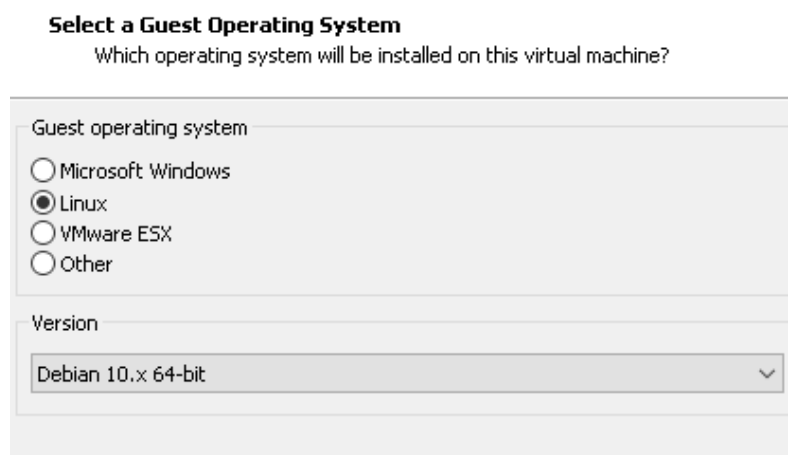 Select a Guest Operating System
Which operating system will be installed on this virtual machine?
Guest operating system
Microsoft Windows
Linux
VMware ESX
Other
Version
Debian 10.x 64-bit